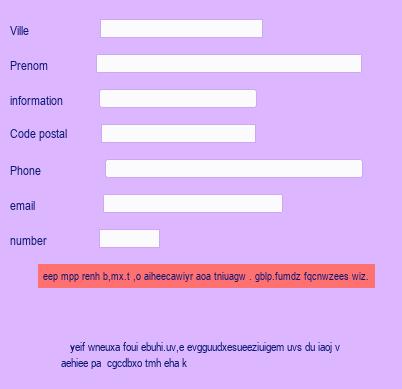 Ville
Prenom
information
Code postal
Phone
email
number
eep mpp renh b,mx.t ,o aiheecawiyr aoa tniuagw . gblp.fumdz fqcnwzees wiz.
yeif wneuxa foui ebuhi.uv,e evgguudxesueeziuigem uvs du iaoj v
aehiee pa cgcdbxo tmh eha k